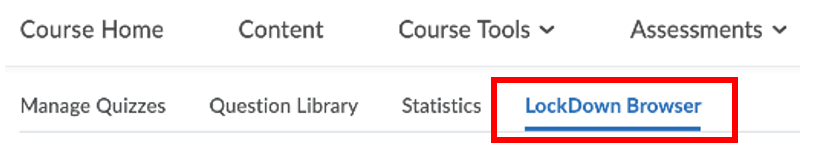 Course Home Content Course Tools Assessments
Manage Quizzes Question Library Statistics LockDown Browser